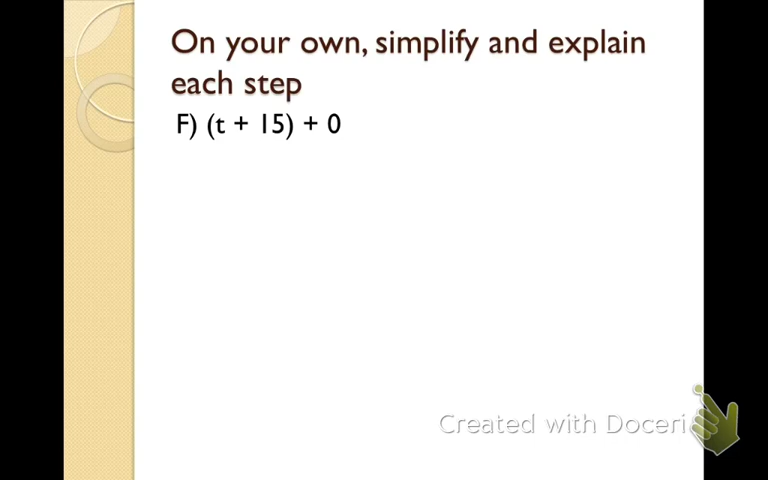 On your own, simplify and explain
each step
F) (t + 15) + 0
Created with Doceri